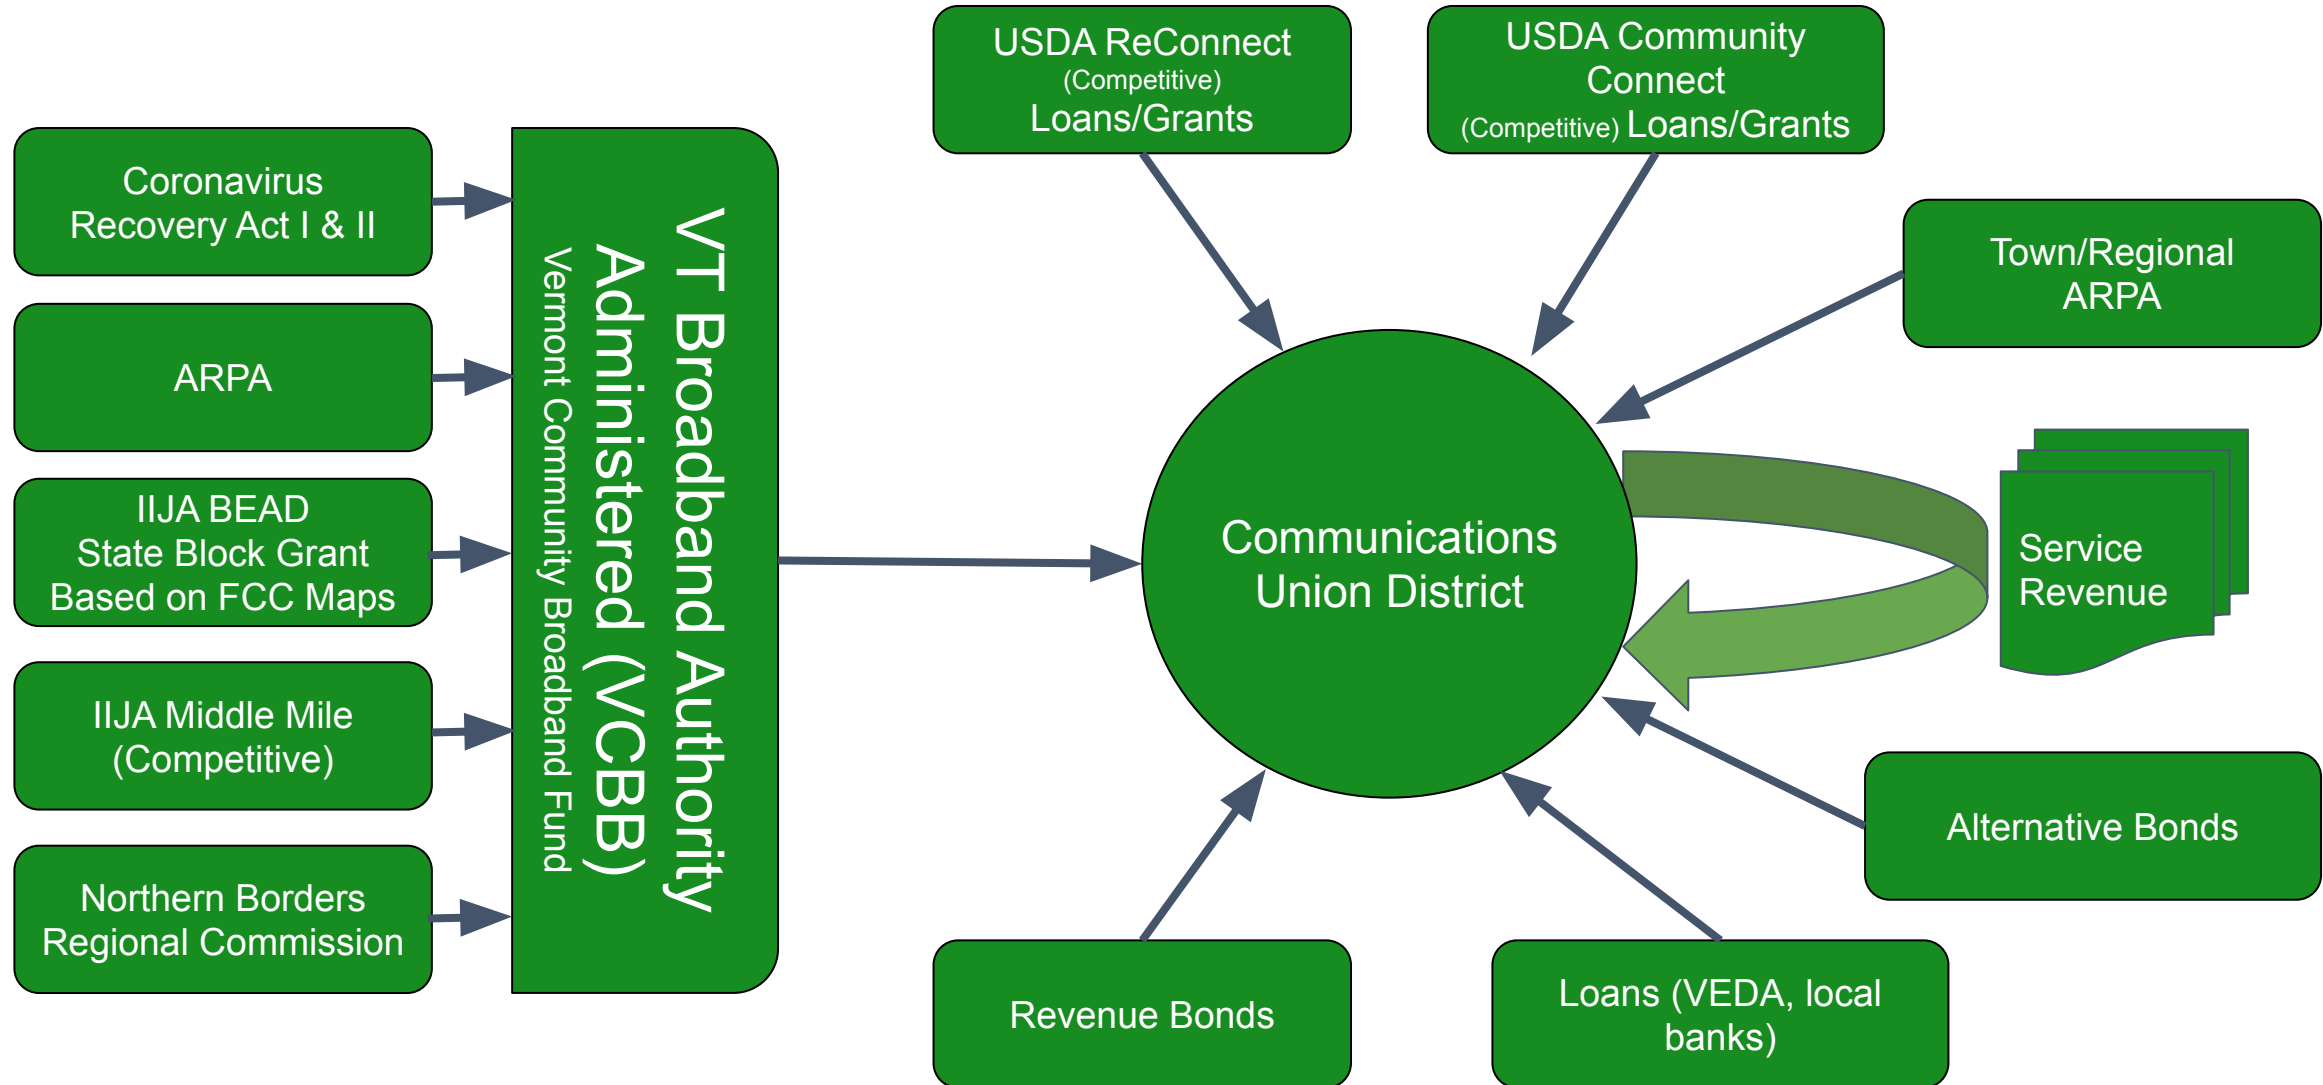 Coronavirus
Recovery Act I & II
ARPA
IIJA BEAD
State Block Grant
Based on FCC Maps
IIJA Middle Mile
(Competitive)
Northern Borders
Regional Commission
VT Broadband Authority
Administered (VCBB)
Vermont Community Broadband Fund
USDA ReConnect
(Competitive)
Loans/Grants
USDA Community
Connect
(Competitive) Loans/Grants
Town/Regional
ARPA
Communications
Union District
Service
Revenue
Alternative Bonds
Revenue Bonds
Loans (VEDA, local
banks)